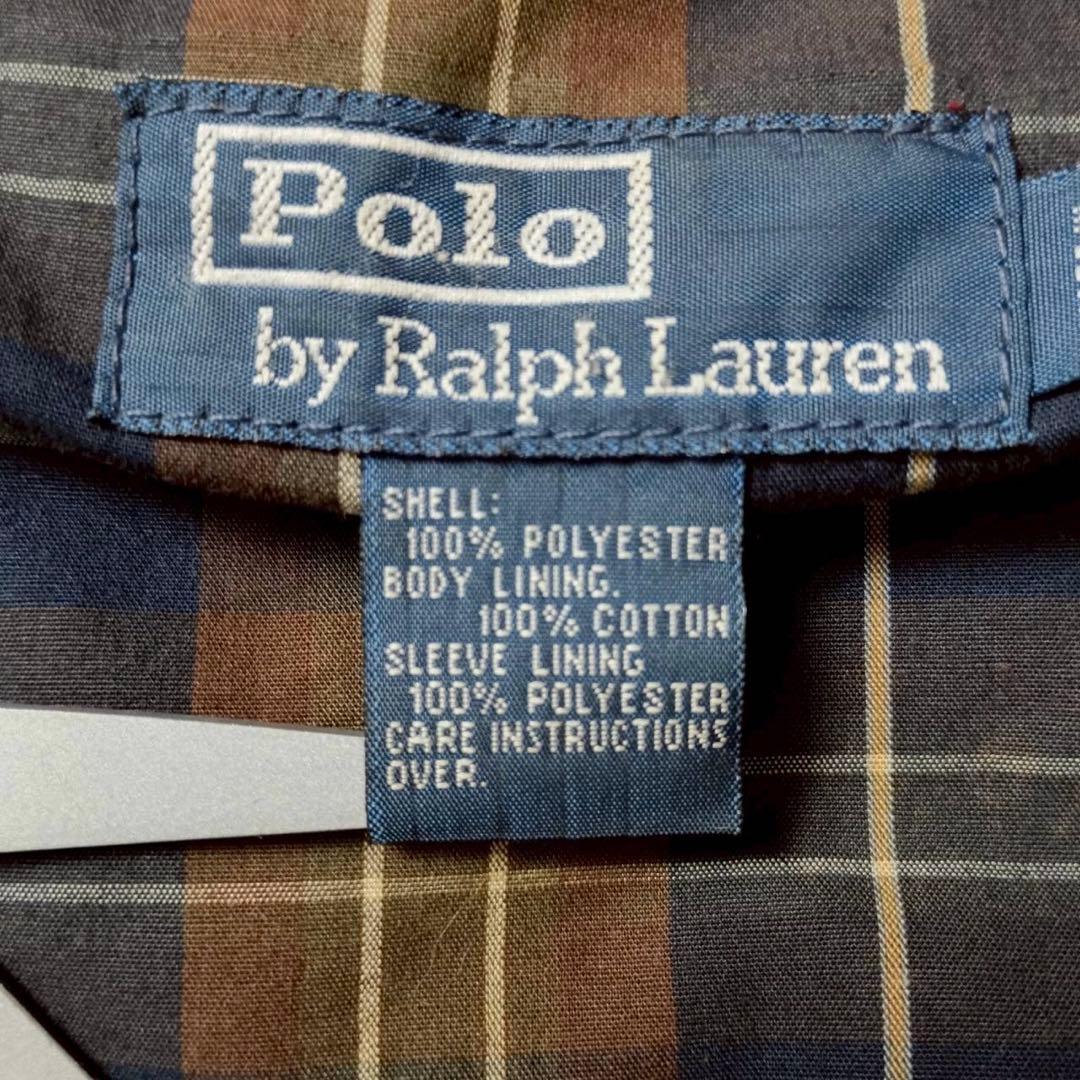 Polo
by Ralph Lauren
SHELL:
100% POLYESTER
BODY LINING.
100% COTTON
SLEEVE LINING
100% POLYESTER
CARE INSTRUCTIONS
OVER.